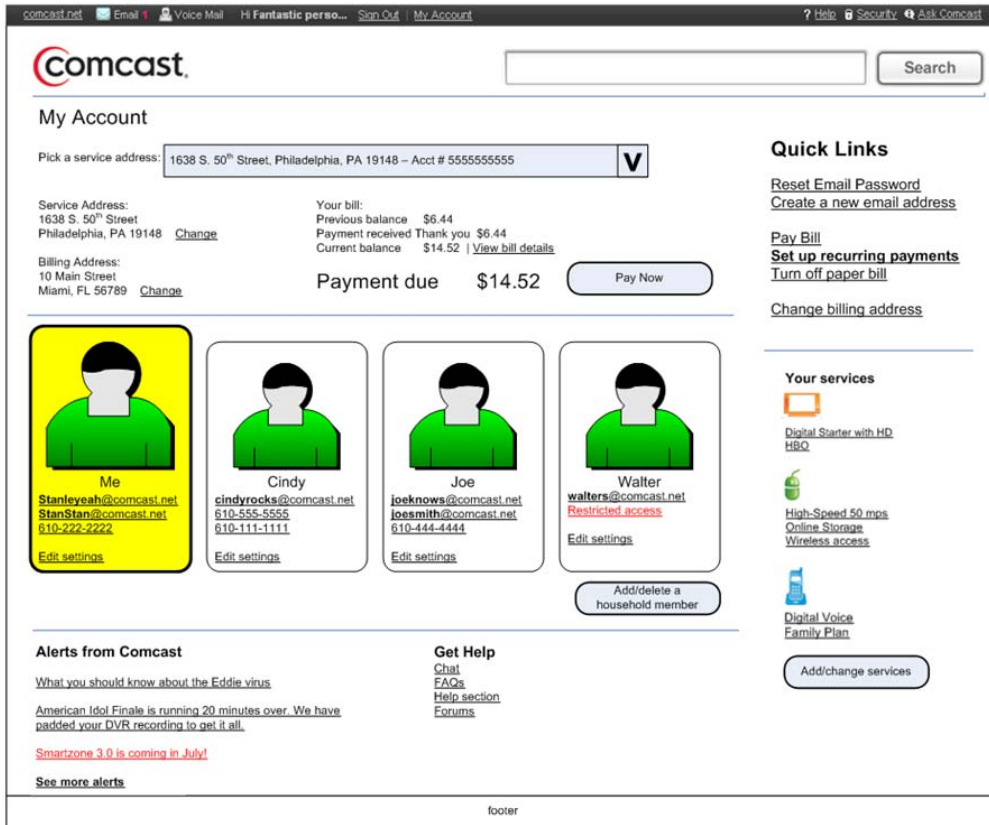 comcast.net Email 1 Voice Mail Hi Fantastic perso... Sign Out | My Account ? Help Security Ask Comcast
comcast.
Search
My Account
Pick a service address: 1638 S. 50th Street, Philadelphia, PA 19148 – Acct # 5555555555 V
Service Address:
1638 S. 50th Street
Philadelphia, PA 19148 Change
Billing Address:
10 Main Street
Miami, FL 56789 Change
Your bill:
Previous balance $6.44
Payment received Thank you $6.44
Current balance $14.52 | View bill details
Payment due $14.52 Pay Now
Quick Links
Reset Email Password
Create a new email address
Pay Bill
Set up recurring payments
Turn off paper bill
Change billing address
Me
Stanleyeah@comcast.net
StanStan@comcast.net
610-222-2222
Edit settings
Cindy
cindyrocks@comcast.net
610-555-5555
610-111-1111
Edit settings
Joe
joeknows@comcast.net
joesmith@comcast.net
610-444-4444
Edit settings
Walter
walters@comcast.net
Restricted access
Edit settings
Add/delete a
household member
Your services
Digital Starter with HD
HBO
High-Speed 50 mps
Online Storage
Wireless access
Digital Voice
Family Plan
Add/change services
Alerts from Comcast
What you should know about the Eddie virus
American Idol Finale is running 20 minutes over. We have
padded your DVR recording to get it all.
Smartzone 3.0 is coming in July!
See more alerts
Get Help
Chat
FAQs
Help section
Forums
footer